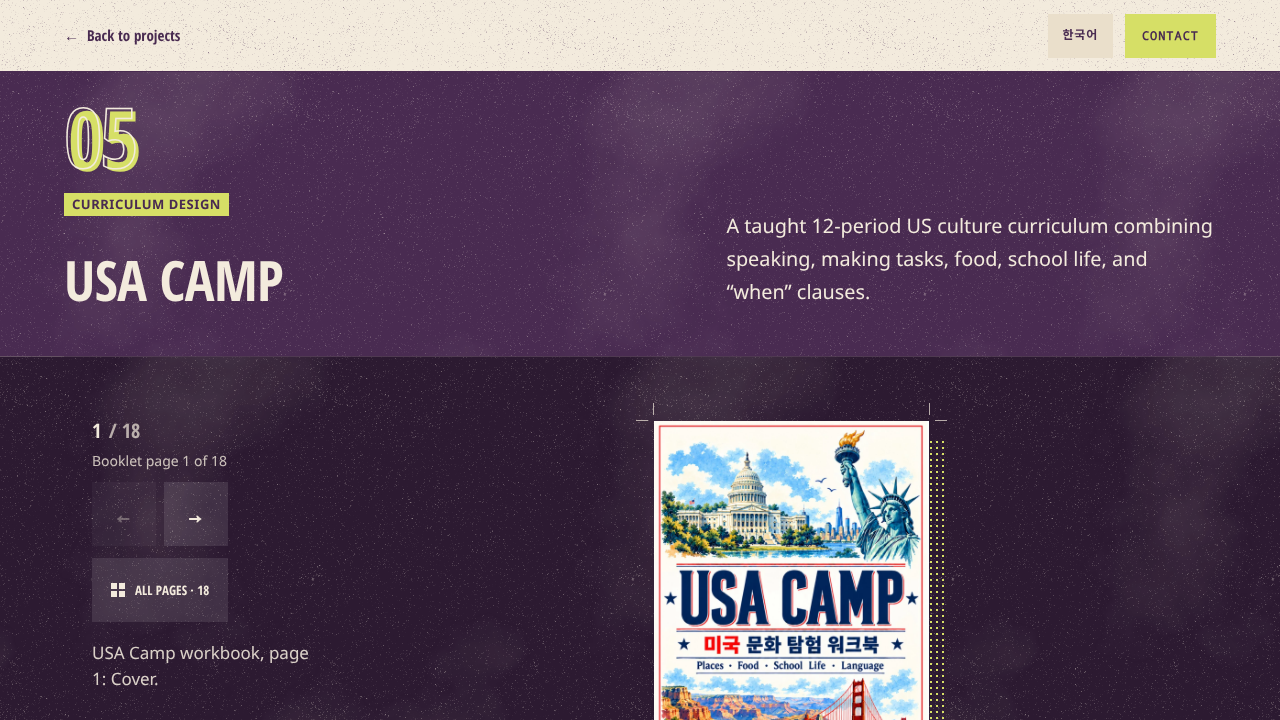 ← Back to projects
한국어
CONTACT
05
CURRICULUM DESIGN
USA CAMP
A taught 12-period US culture curriculum combining
speaking, making tasks, food, school life, and
“when” clauses.
1 / 18
Booklet page 1 of 18
← →
ALL PAGES · 18
USA camp workbook, page
1: Cover.
USA CAMP
미국 문화 탐험 워크북
Places · Food · School Life · Language